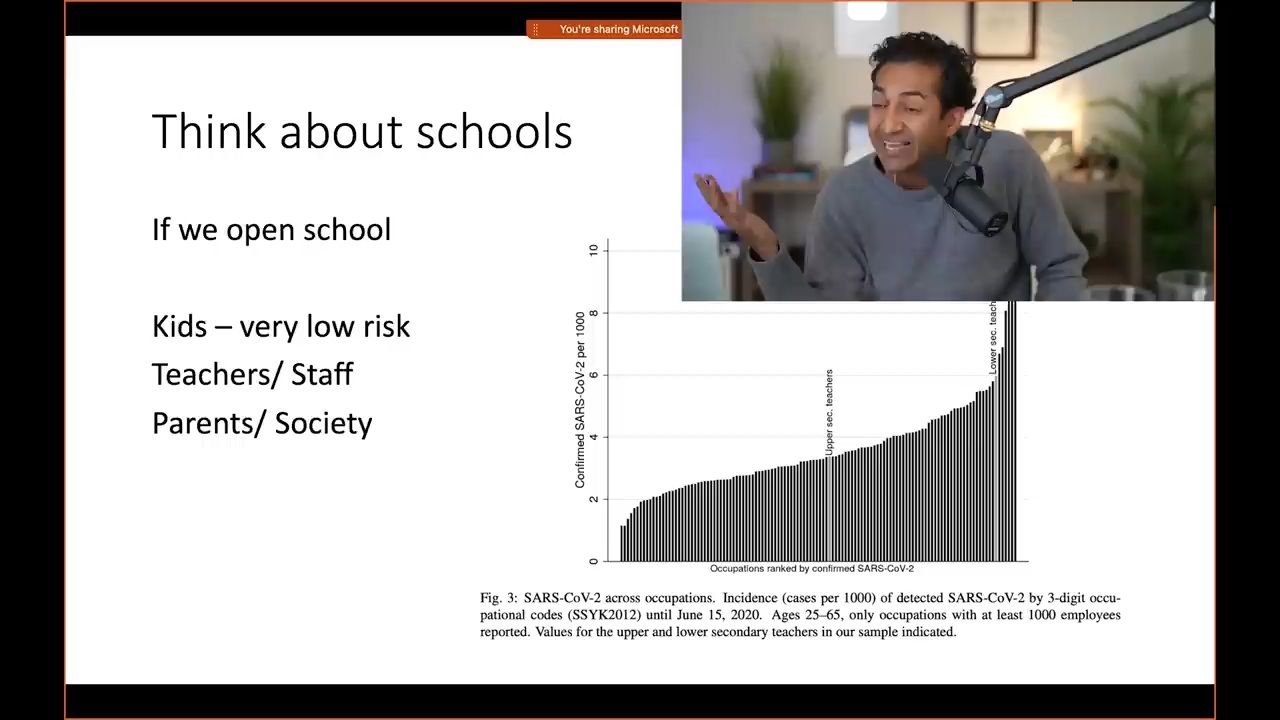 You're sharing Microsoft
Think about schools
If we open school
Kids – very low risk
Teachers/ Staff
Parents/ Society
Confirmed SARS-CoV-2 per 1000
10
8
6
4
2
0
Upper sec. teachers
Lower sec.
Occupations ranked by confirmed SARS-CoV-2
Fig. 3: SARS-CoV-2 across occupations. Incidence (cases per 1000) of detected SARS-CoV-2 by 3-digit occu-
pational codes (SSYK2012) until June 15, 2020. Ages 25–65, only occupations with at least 1000 employees
reported. Values for the upper and lower secondary teachers in our sample indicated.